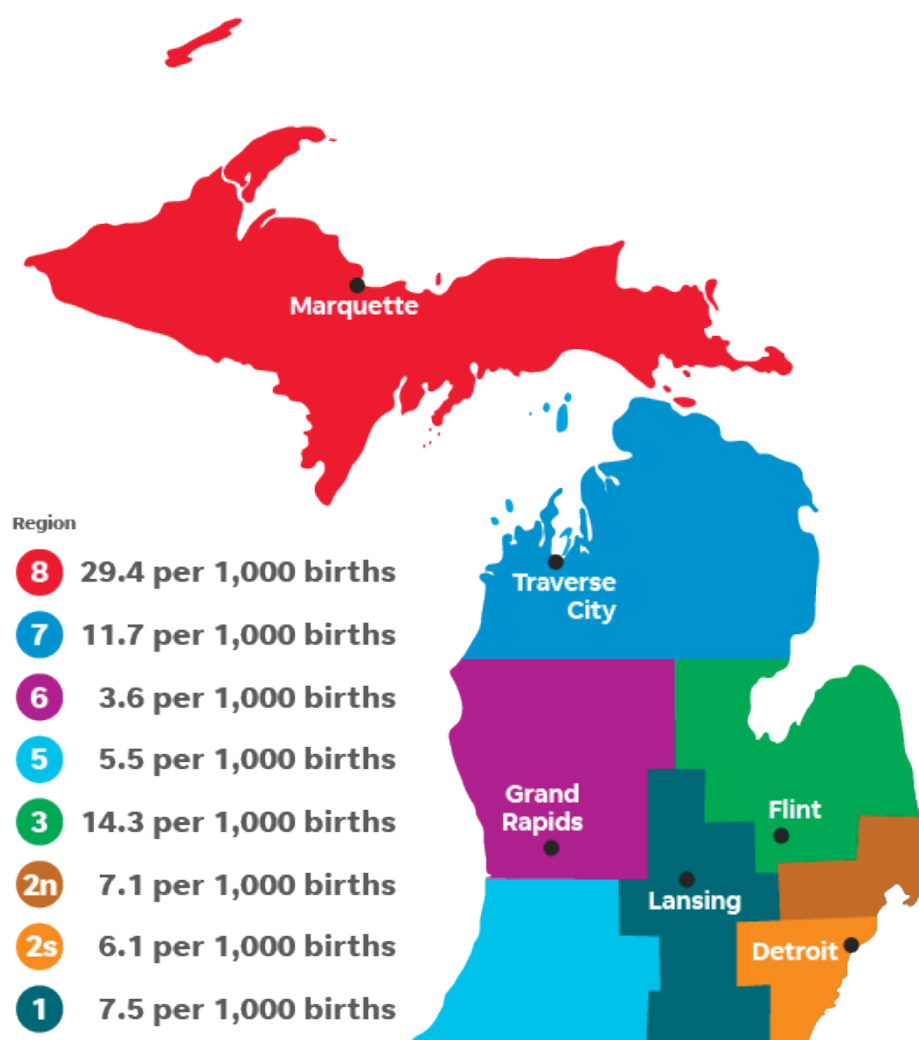 Marquette
Traverse
City
Grand
Rapids
Flint
Lansing
Detroit
Region
8 29.4 per 1,000 births
7 11.7 per 1,000 births
6 3.6 per 1,000 births
5 5.5 per 1,000 births
3 14.3 per 1,000 births
2n 7.1 per 1,000 births
2s 6.1 per 1,000 births
1 7.5 per 1,000 births